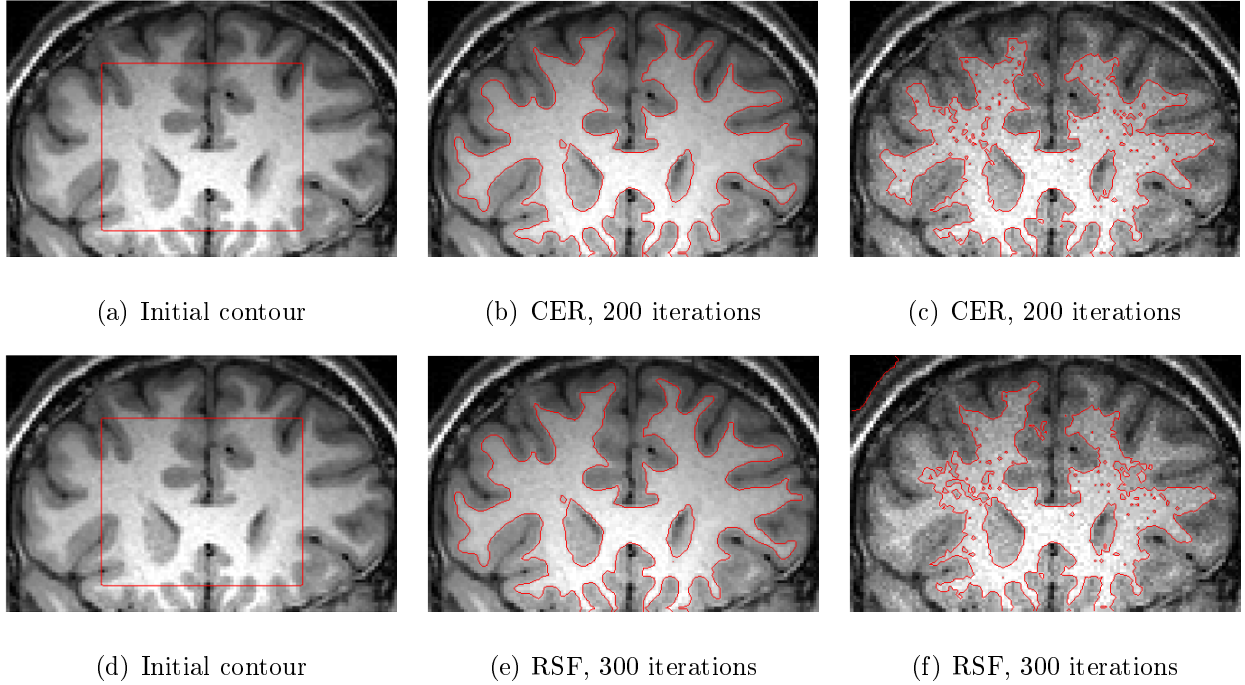 (a) Initial contour
(b) CER, 200 iterations
(c) CER, 200 iterations
(d) Initial contour
(e) RSF, 300 iterations
(f) RSF, 300 iterations